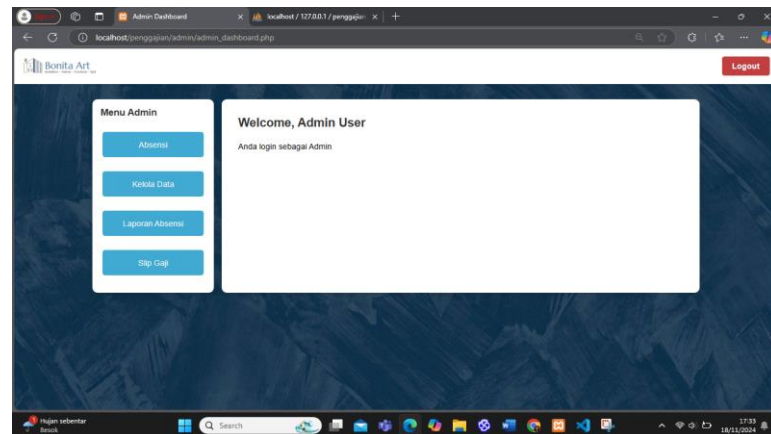 Admin Dashboard
localhost / 127.0.0.1 / penggajian
localhost/penggajian/admin/admin_dashboard.php
Bonita Art
Logout
Menu Admin
Absensi
Kelola Data
Laporan Absensi
Slip Gaji
Welcome, Admin User
Anda login sebagai Admin
Hujan sebentar
Besok
Search
17:33
18/11/2024